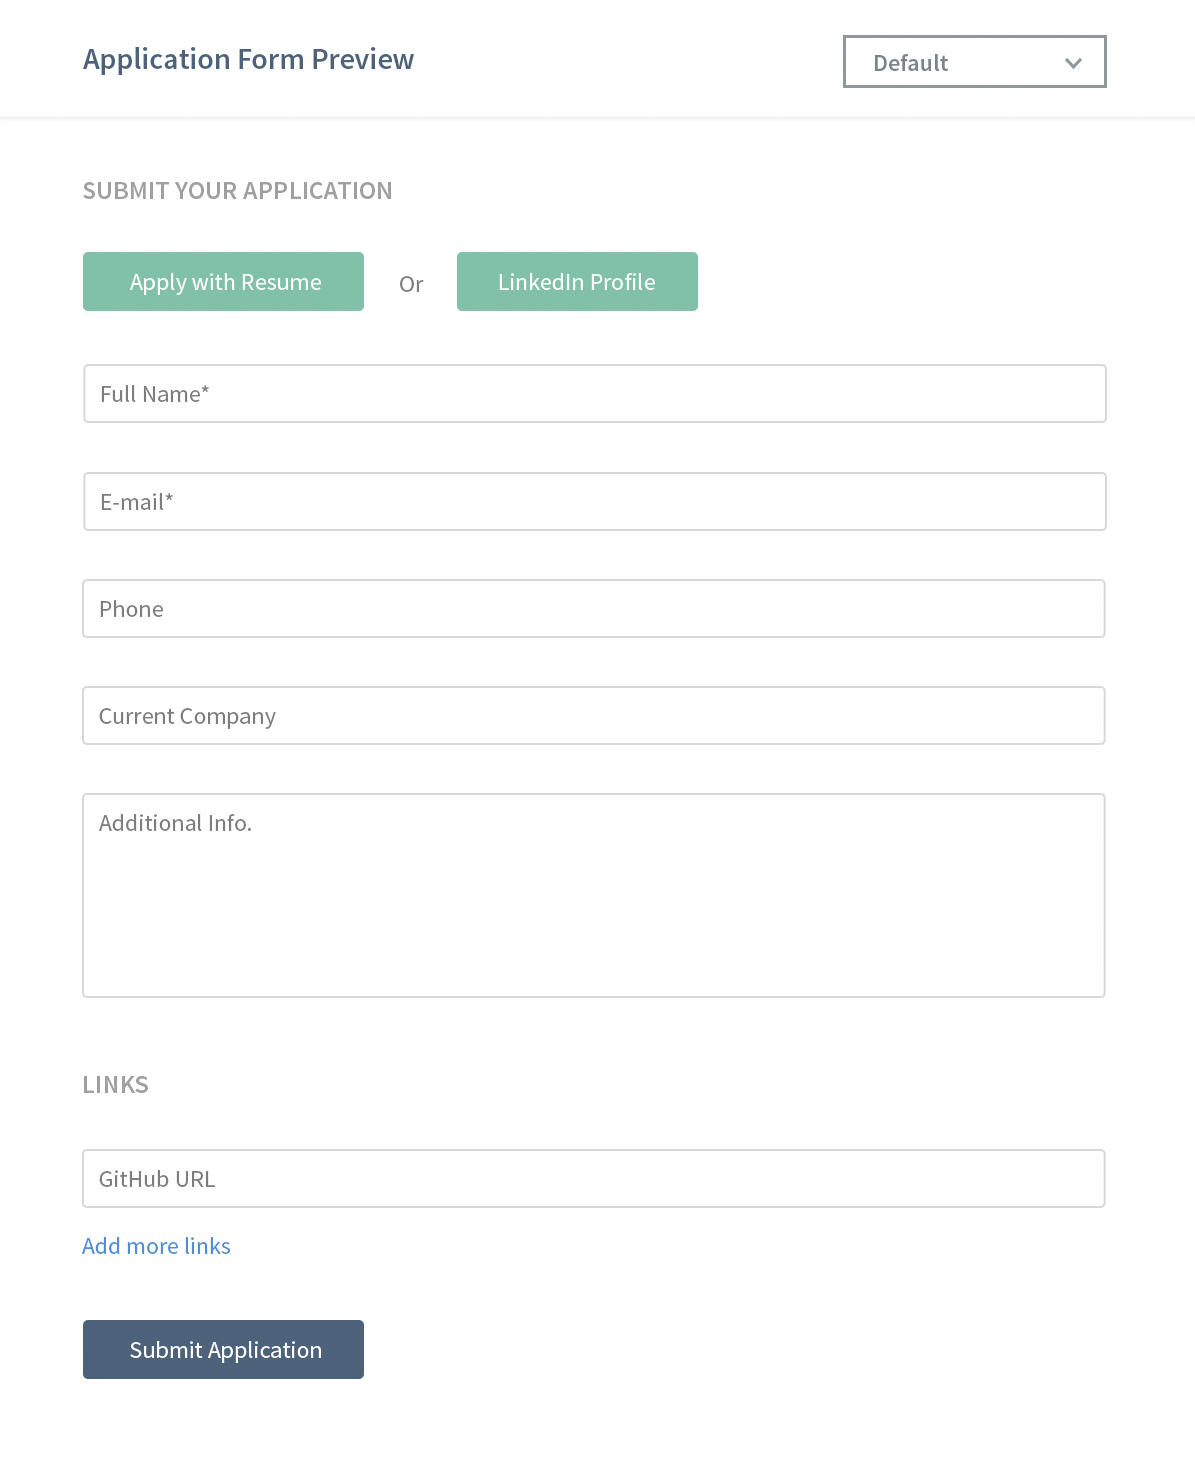 Application Form Preview
Default
SUBMIT YOUR APPLICATION
Apply with Resume
Or
LinkedIn Profile
Full Name*
E-mail*
Phone
Current Company
Additional Info.
LINKS
GitHub URL
Add more links
Submit Application